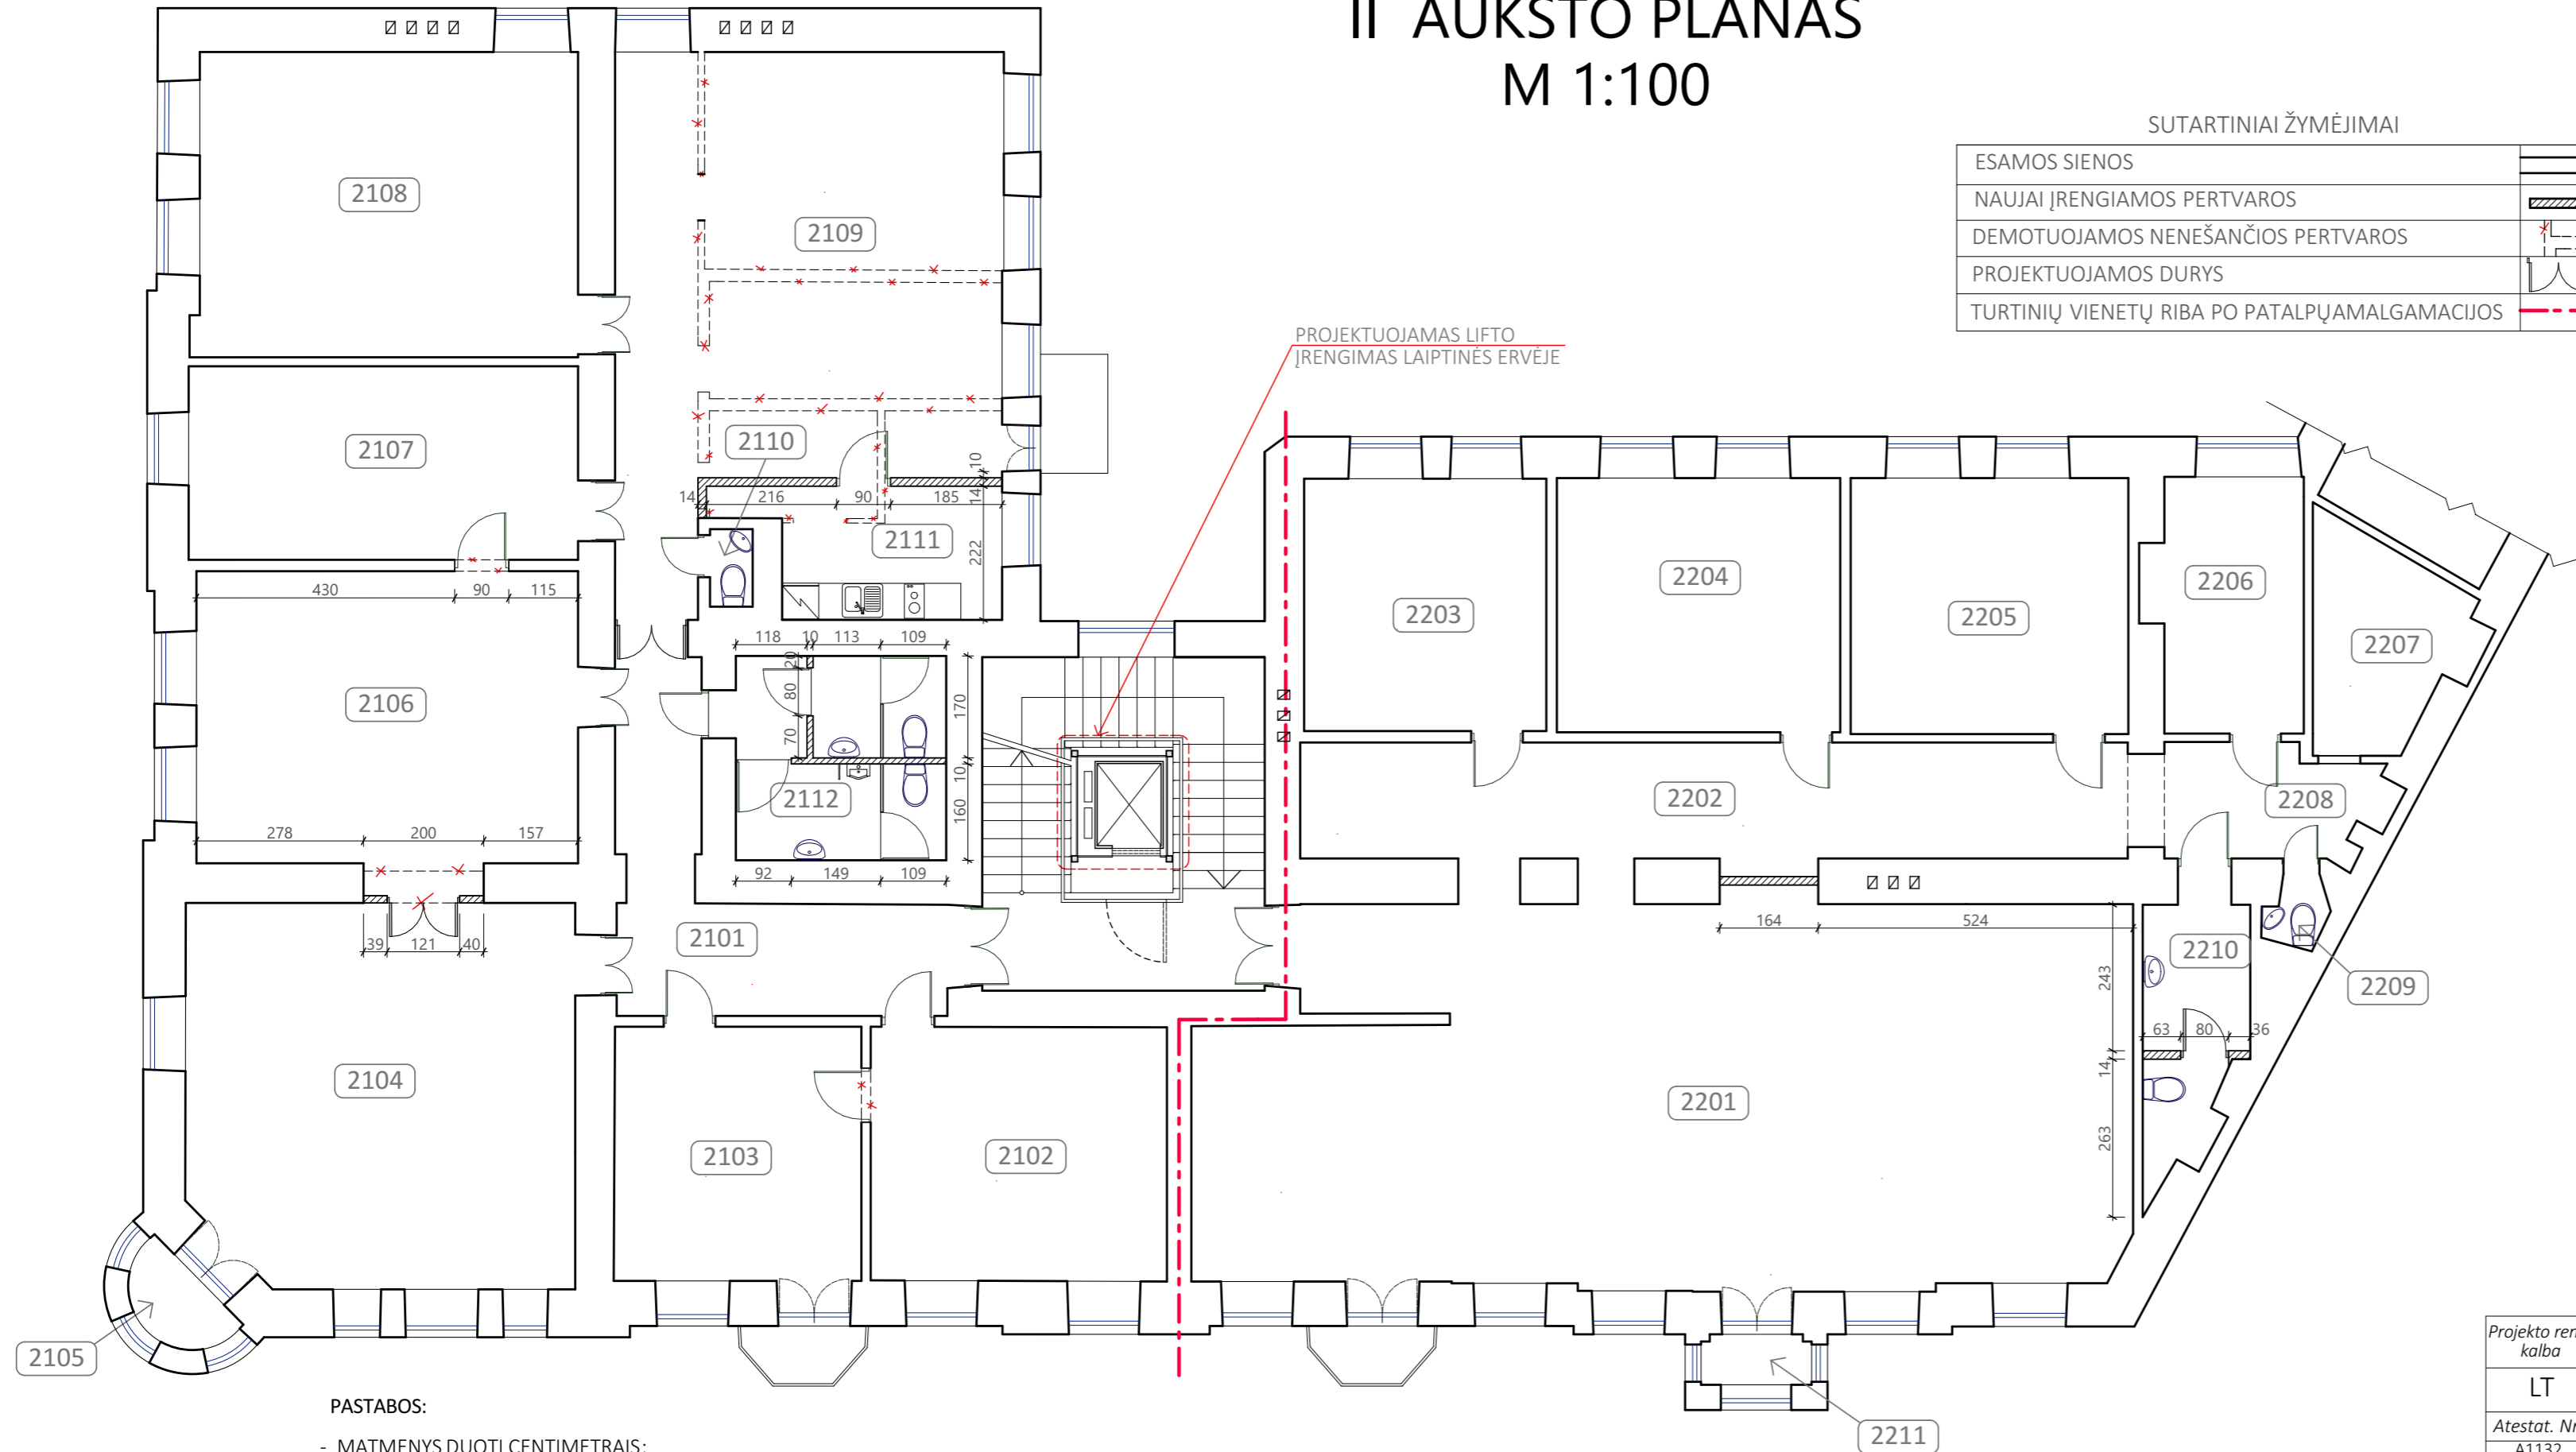 II AUKŠTO PLANAS
M 1:100
SUTARTINIAI ŽYMĖJIMAI
ESAMOS SIENOS
NAUJAI ĮRENGIAMOS PERTVAROS
DEMOTUOJAMOS NENEŠANČIOS PERTVAROS
PROJEKTUOJAMOS DURYS
TURTINIŲ VIENETŲ RIBA PO PATALPŲAMALGAMACIJOS
PROJEKTUOJAMAS LIFTO
ĮRENGIMAS LAIPTINĖS ERVĖJE
2108
2109
2107
2110
10
14
14 216 90 185
2111
222
430 90 115
2106
118 10 113 109
20
80
70
170
10
160
2112
92 149 109
278 200 157
39 121 40
2101
2104
2103
2102
2105
2203
2204
2205
2206
2207
2202
2208
164 524
2210
2209
243
63 80 36
14
263
2201
2211
PASTABOS:
- MATMENYS DUOTI CENTIMETRAIS;
Projekto ren
kalba
LT
Atestat. Nr
A1132